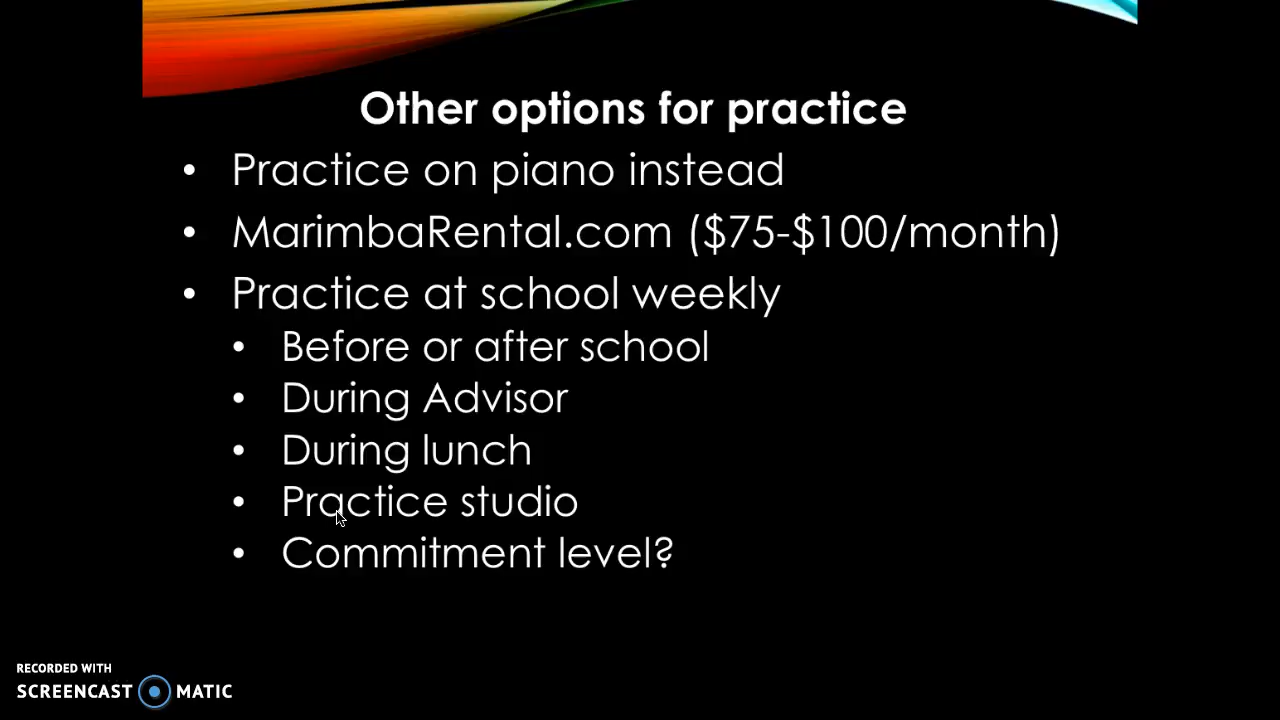 Other options for practice
• Practice on piano instead
• MarimbaRental.com ($75-$100/month)
• Practice at school weekly
• Before or after school
• During Advisor
• During lunch
• Practice studio
• Commitment level?
RECORDED WITH
SCREENCAST MATIC